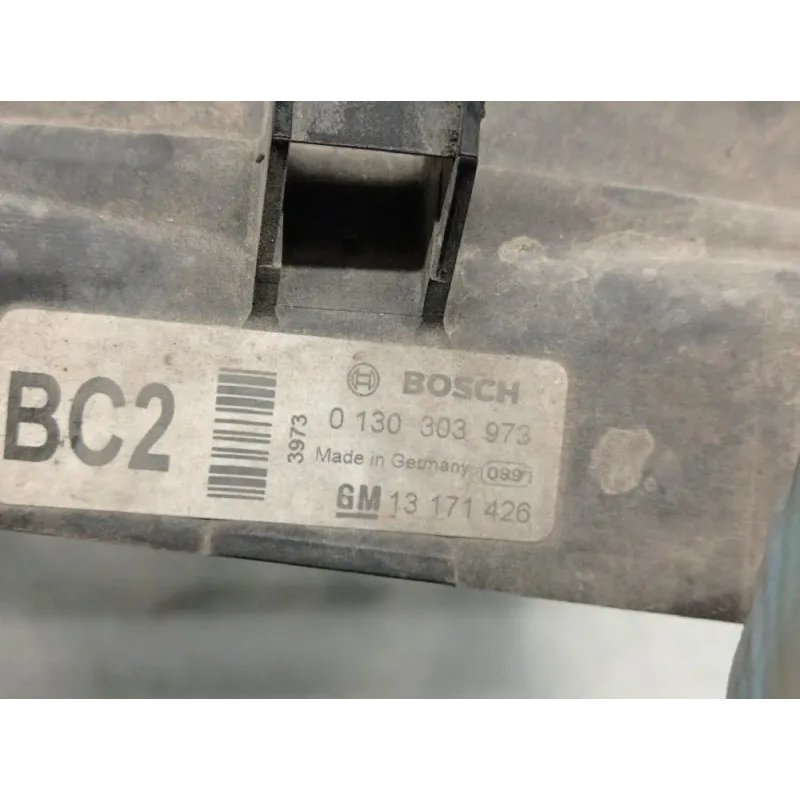 BC2
3973
BOSCH
0 130 303 973
Made in Germany 089
GM 13 171 426